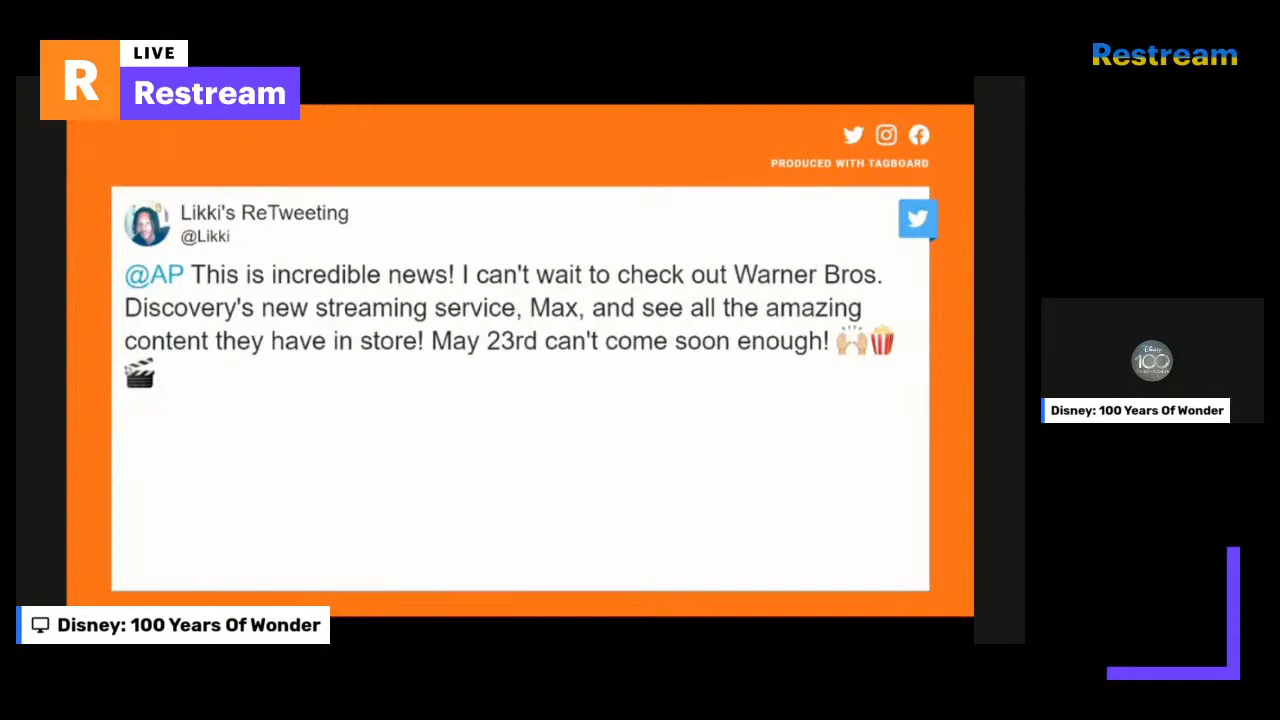 R
LIVE
Restream
Restream
PRODUCED WITH TAGBOARD
Likki's ReTweeting
@Likki
@AP This is incredible news! I can't wait to check out Warner Bros.
Discovery's new streaming service, Max, and see all the amazing
content they have in store! May 23rd can't come soon enough! 🙌🏼🍿
🎬
Disney
100
Disney: 100 Years Of Wonder
Disney: 100 Years Of Wonder